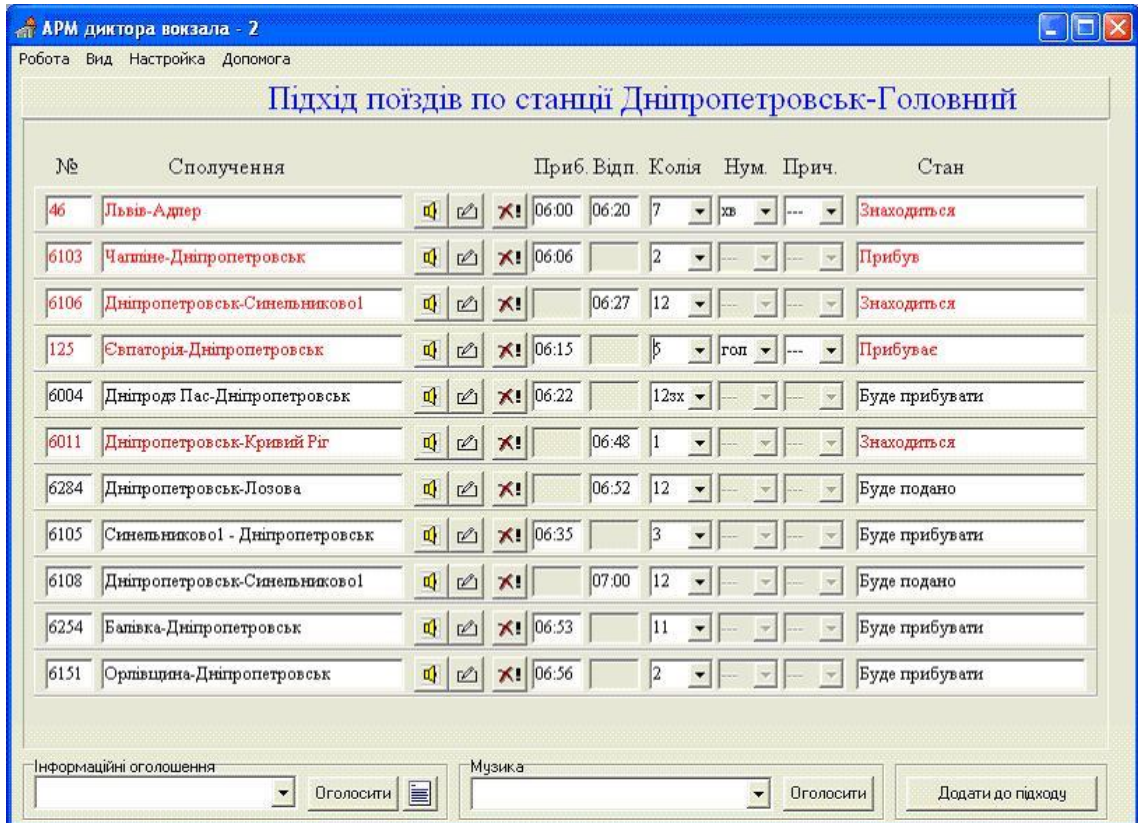 АРМ диктора вокзала - 2
Робота Вид Настройка Допомога
Підхід поїздів по станції Дніпропетровськ-Головний
№ Сполучення Приб. Відп. Колія Нум. Прич. Стан
46 Львів-Адлер 06:00 06:20 7 хв --- Знаходиться
6103 Чаплине-Дніпропетровськ 06:06 2 --- --- Прибув
6106 Дніпропетровськ-Синельниково1 06:27 12 --- --- Знаходиться
125 Євпаторія-Дніпропетровськ 06:15 5 гол --- Прибуває
6004 Дніпродз Пас-Дніпропетровськ 06:22 12зх --- --- Буде прибувати
6011 Дніпропетровськ-Кривий Ріг 06:48 1 --- --- Знаходиться
6284 Дніпропетровськ-Лозова 06:52 12 --- --- Буде подано
6105 Синельниково1 - Дніпропетровськ 06:35 3 --- --- Буде прибувати
6108 Дніпропетровськ-Синельниково1 07:00 12 --- --- Буде подано
6254 Балівка-Дніпропетровськ 06:53 11 --- --- Буде прибувати
6151 Орлівщина-Дніпропетровськ 06:56 2 --- --- Буде прибувати
Інформаційні оголошення Музика
Оголосити Оголосити Додати до підходу